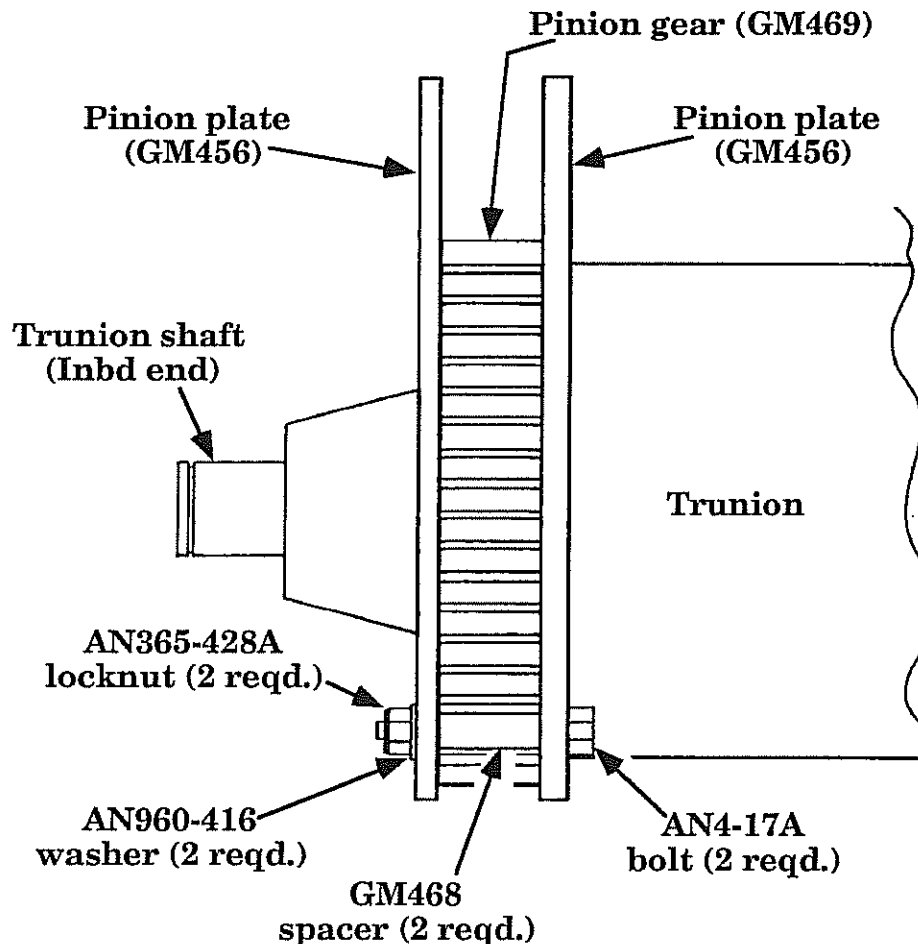 Pinion gear (GM469)
Pinion plate
(GM456)
Pinion plate
(GM456)
Trunion shaft
(Inbd end)
Trunion
AN365-428A
locknut (2 reqd.)
AN960-416
washer (2 reqd.)
AN4-17A
bolt (2 reqd.)
GM468
spacer (2 reqd.)